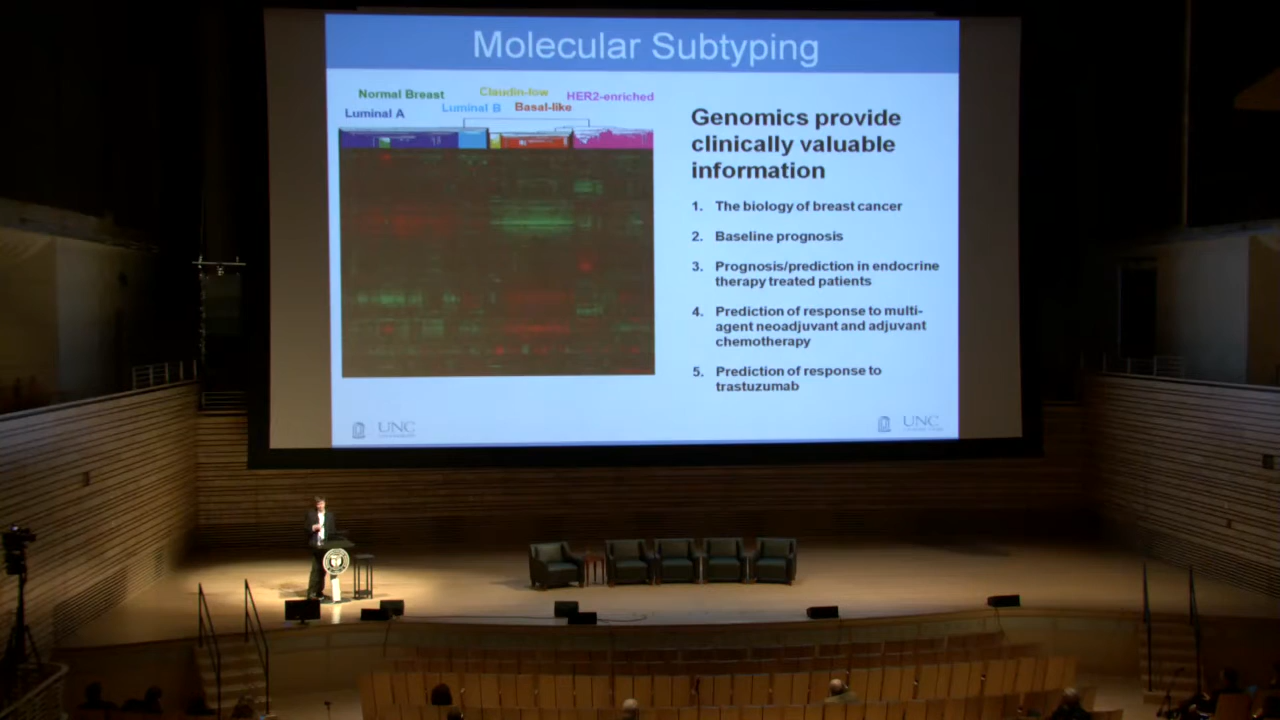 Molecular Subtyping
Normal Breast
Claudin-low
HER2-enriched
Luminal A
Luminal B
Basal-like
Genomics provide
clinically valuable
information
1. The biology of breast cancer
2. Baseline prognosis
3. Prognosis/prediction in endocrine
therapy treated patients
4. Prediction of response to multi-
agent neoadjuvant and adjuvant
chemotherapy
5. Prediction of response to
trastuzumab
UNC
UNC